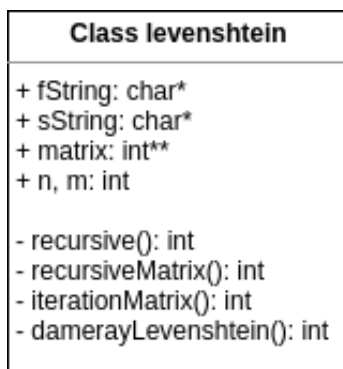 Class levenshtein
+ fString: char*
+ sString: char*
+ matrix: int**
+ n, m: int
- recursive(): int
- recursiveMatrix(): int
- iterationMatrix(): int
- damerayLevenshtein(): int